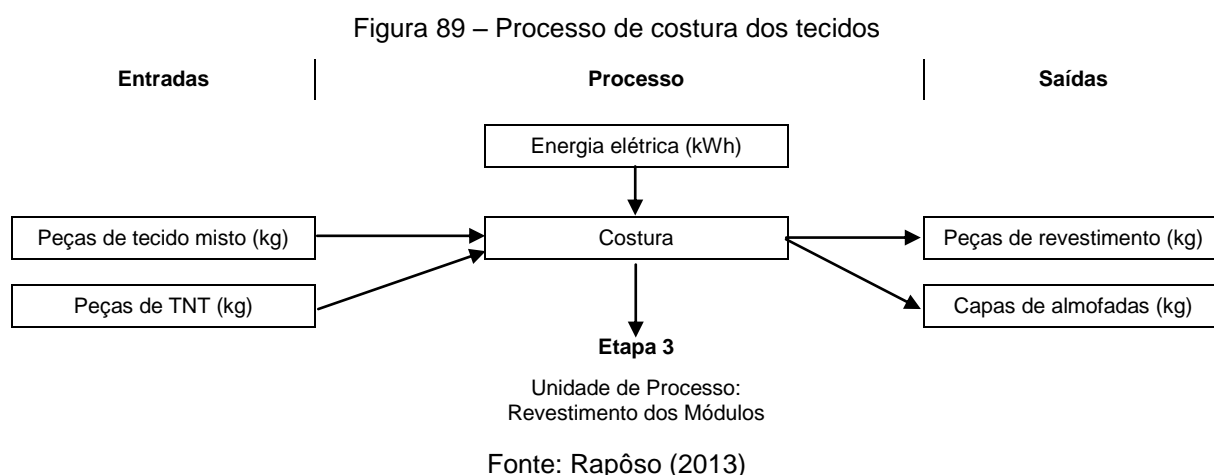 Figura 89 – Processo de costura dos tecidos
Entradas
Processo
Saídas
Energia elétrica (kWh)
Peças de tecido misto (kg)
Costura
Peças de revestimento (kg)
Peças de TNT (kg)
Capas de almofadas (kg)
Etapa 3
Unidade de Processo:
Revestimento dos Módulos
Fonte: Rapôso (2013)